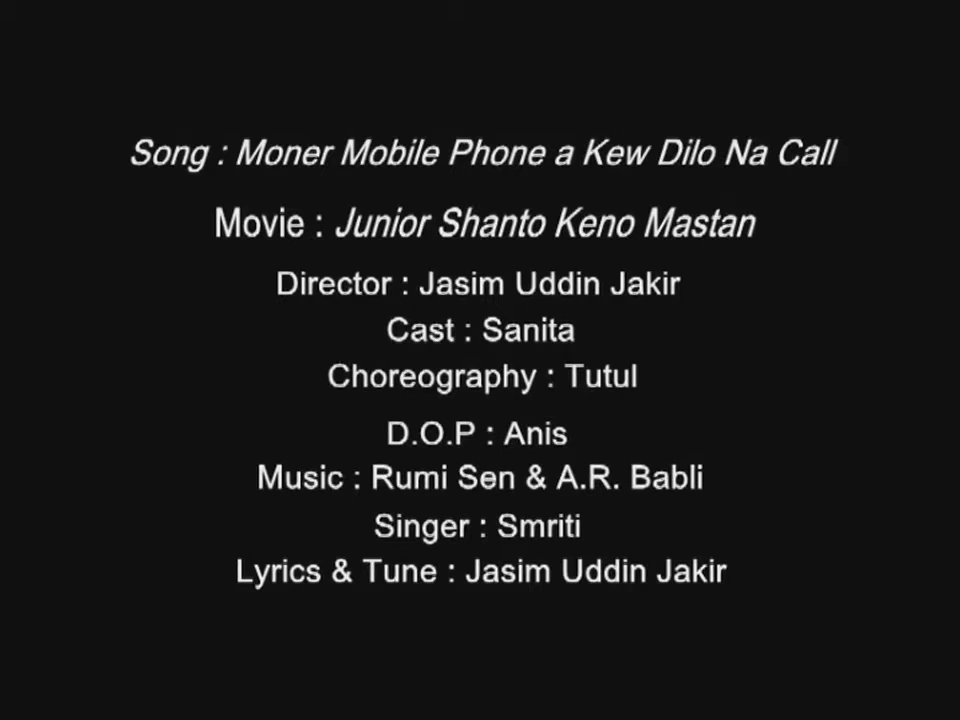 Song : Moner Mobile Phone a Kew Dilo Na Call
Movie : Junior Shanto Keno Mastan
Director : Jasim Uddin Jakir
Cast : Sanita
Choreography : Tutul
D.O.P : Anis
Music : Rumi Sen & A.R. Babli
Singer : Smriti
Lyrics & Tune : Jasim Uddin Jakir